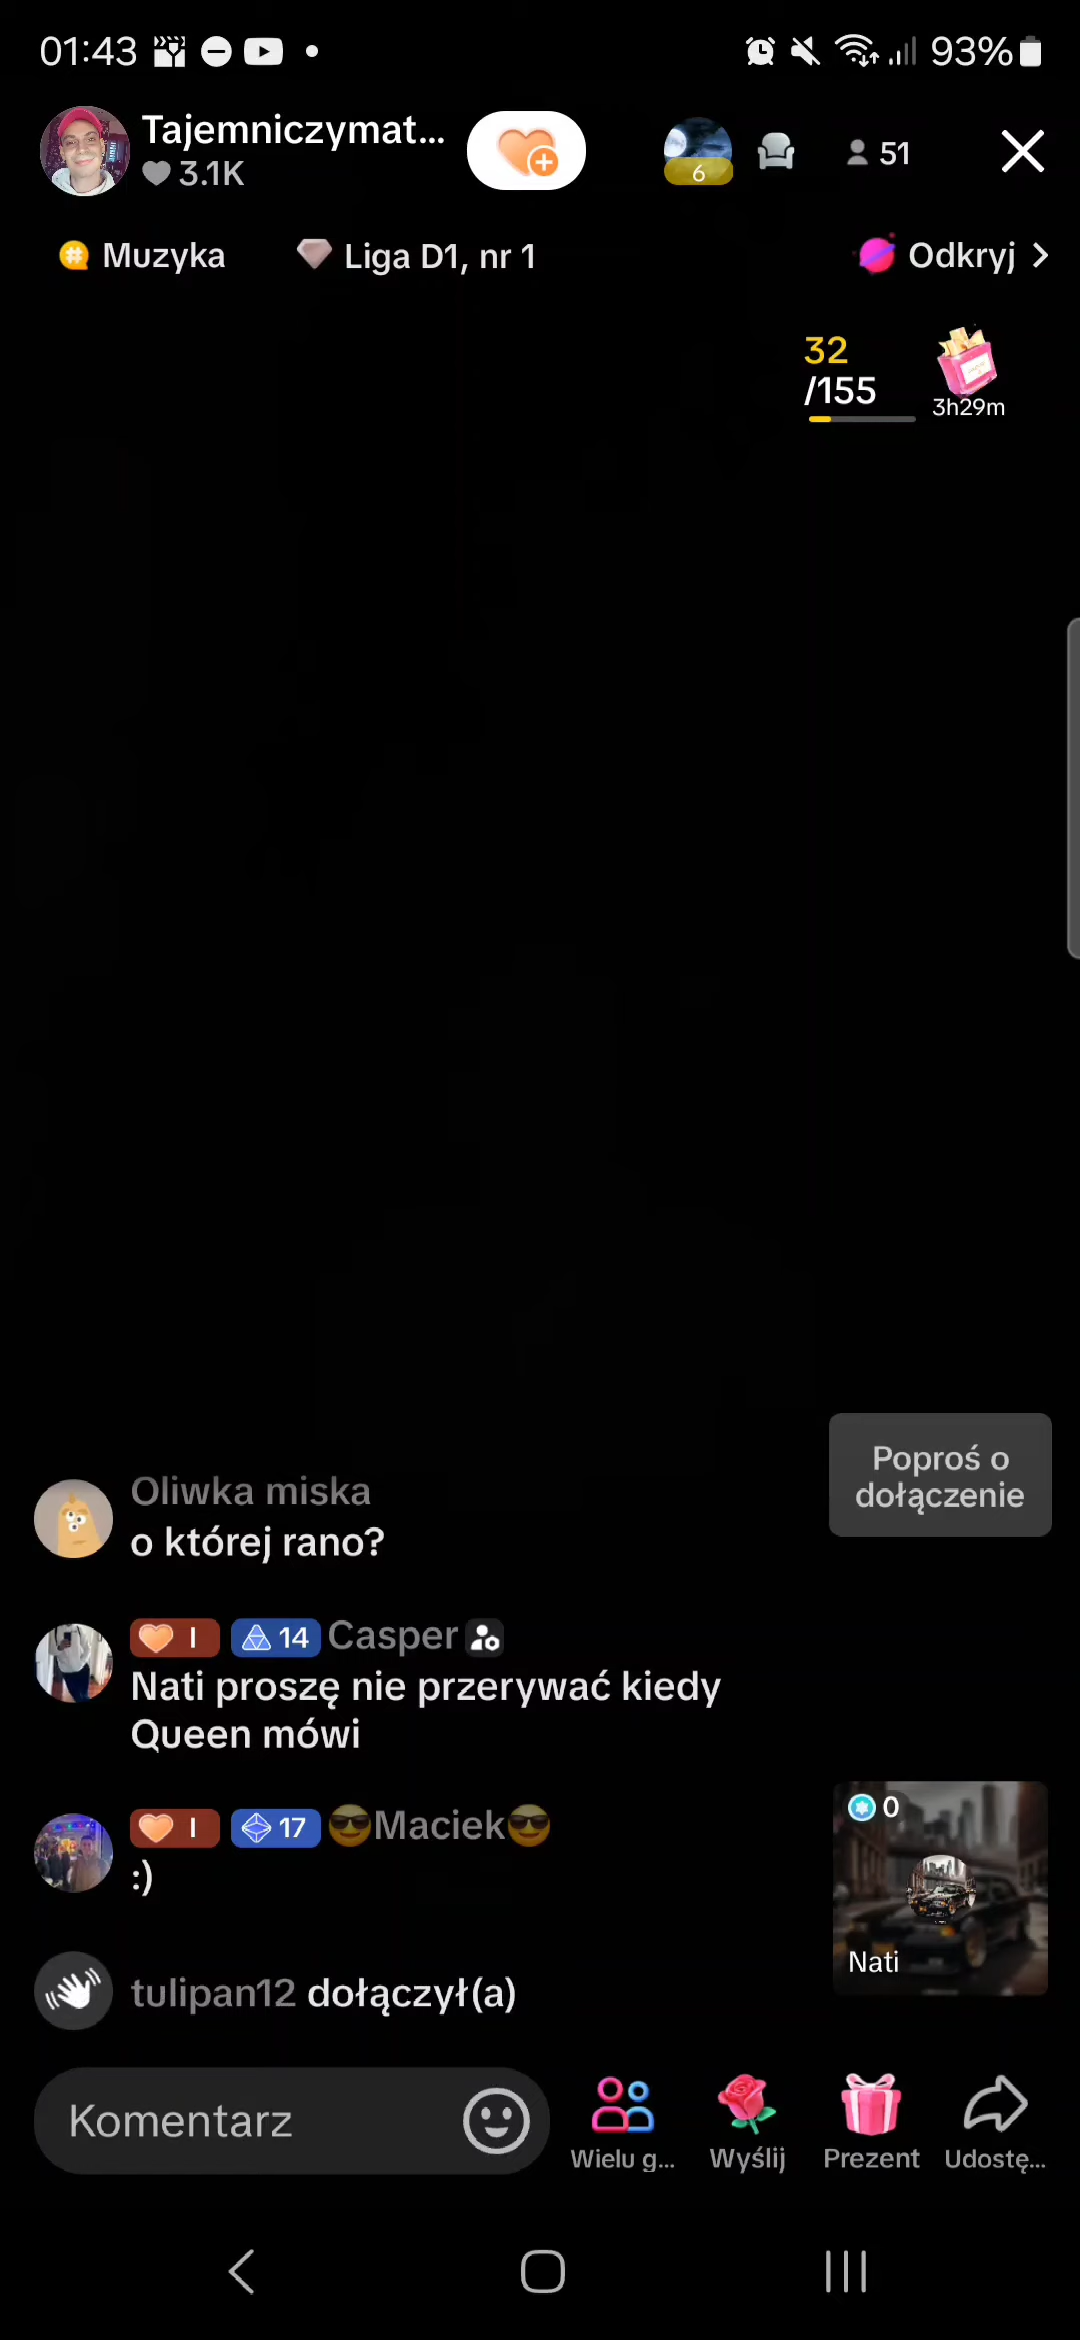 01:43
93%
Tajemniczymat...
3.1K
6
51
Muzyka
Liga D1, nr 1
Odkryj
32
/155
3h29m
Poproś o
dołączenie
Oliwka miska
o której rano?
I 14 Casper
Nati proszę nie przerywać kiedy
Queen mówi
I 17 Maciek
:)
0
Nati
tulipan12 dołączył(a)
Komentarz
Wielu g...
Wyślij
Prezent
Udostę...